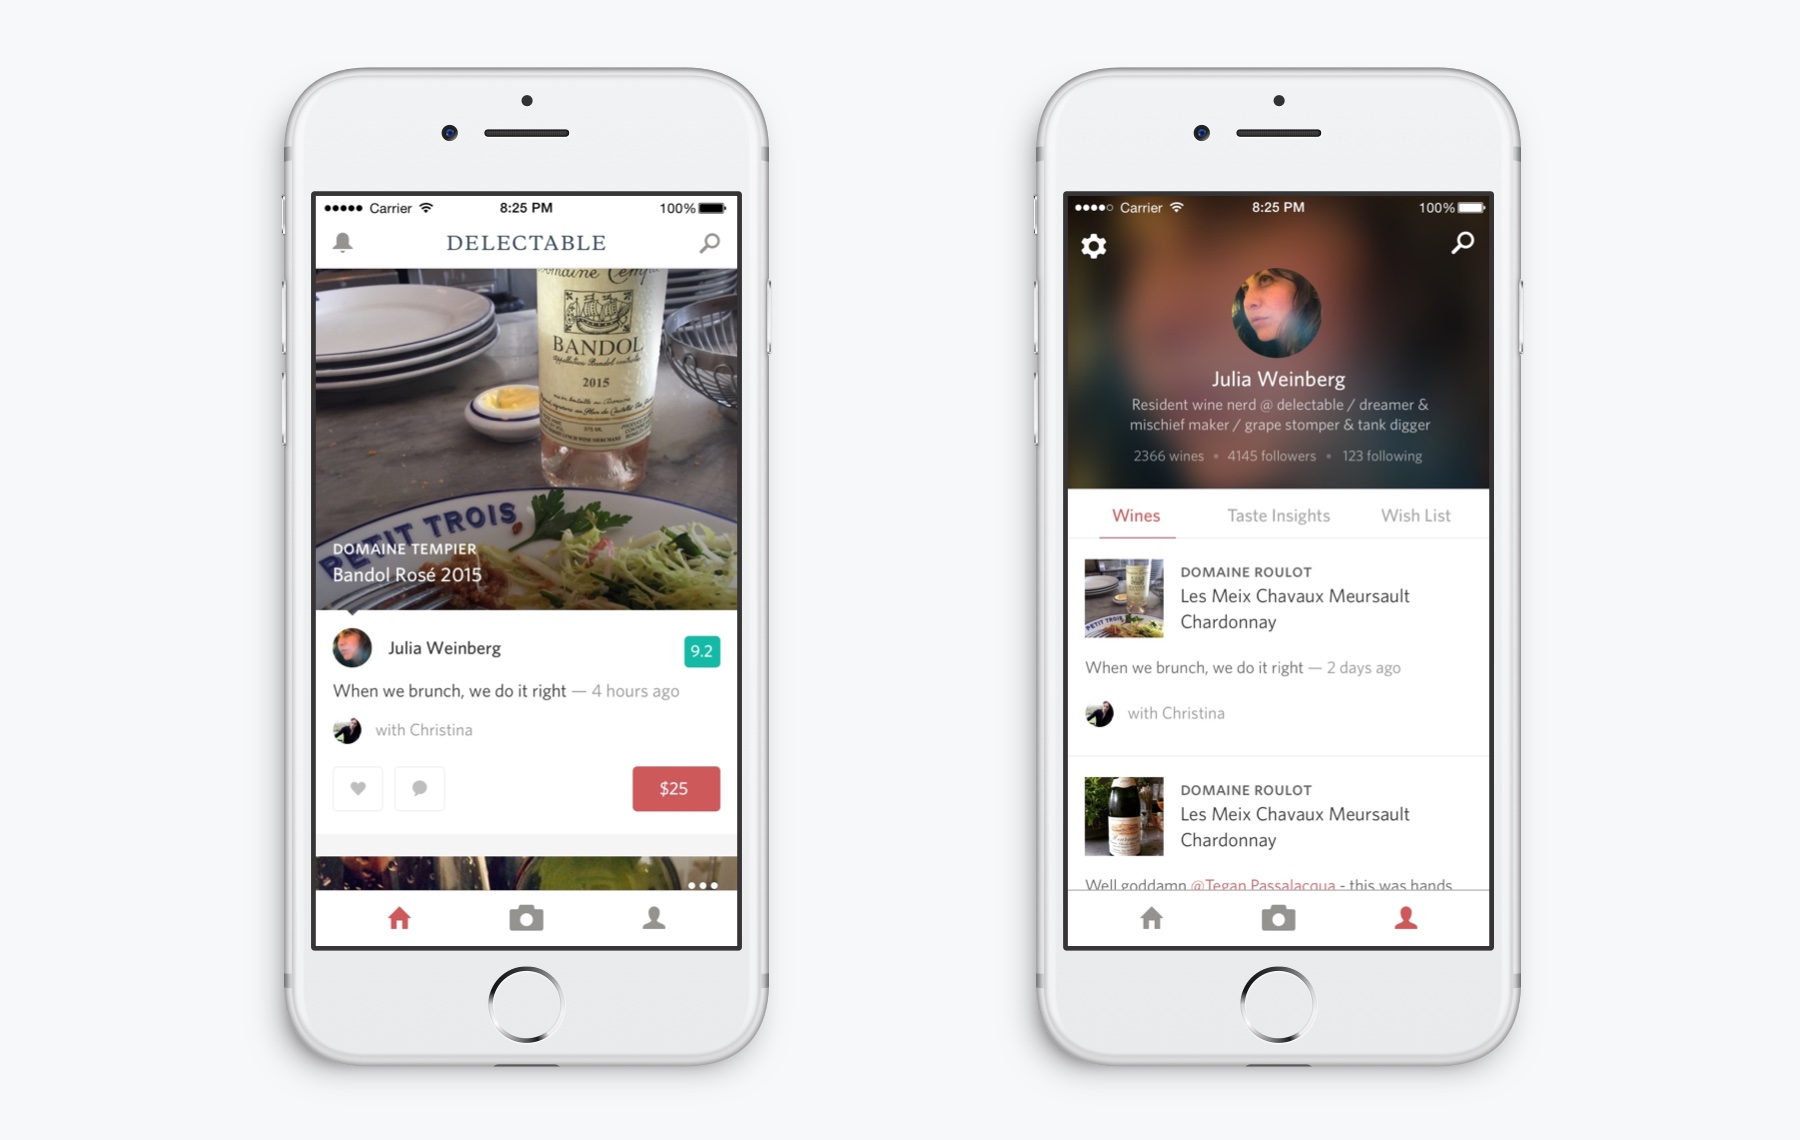 Carrier 8:25 PM 100%
DELECTABLE
BANDOL
2015
PETIT TROIS
DOMAINE TEMPIER
Bandol Rosé 2015
Julia Weinberg 9.2
When we brunch, we do it right — 4 hours ago
with Christina
$25
Carrier 8:25 PM 100%
Julia Weinberg
Resident wine nerd @ delectable / dreamer &
mischief maker / grape stomper & tank digger
2366 wines • 4145 followers • 123 following
Wines Taste Insights Wish List
DOMAINE ROULOT
Les Meix Chavaux Meursault
Chardonnay
When we brunch, we do it right — 2 days ago
with Christina
PETIT TROIS
DOMAINE ROULOT
Les Meix Chavaux Meursault
Chardonnay
Well goddamn @Tegan Passalacqua - this was hands